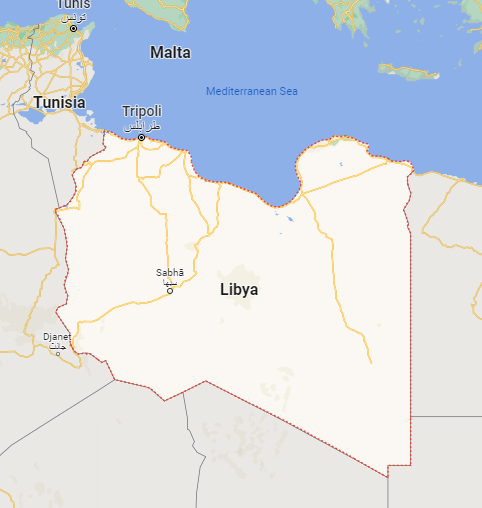 Tunis
تونس
Malta
Mediterranean Sea
Tunisia
Tripoli
طرابلس
Sabhā
سبها
Libya
Djanet
جانت